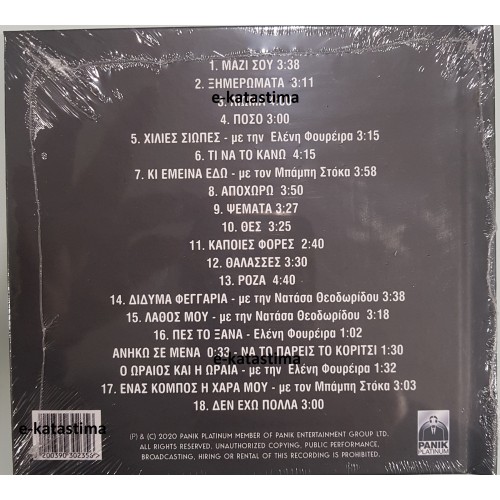 1. ΜΑΖΙ ΣΟΥ 3:38
2. ΞΗΜΕΡΩΜΑΤΑ 3:11
e-katastima
3.
4. ΠΟΣΟ 3:00
5. ΧΙΛΙΕΣ ΣΙΩΠΕΣ - με την Ελένη Φουρέιρα 3:15
6. ΤΙ ΝΑ ΤΟ ΚΑΝΩ 4:15
7. ΚΙ ΕΜΕΙΝΑ ΕΔΩ - με τον Μπάμπη Στόκα 3:58
8. ΑΠΟΧΩΡΩ 3:50
9. ΨΕΜΑΤΑ 3:27
10. ΘΕΣ 3:25
11. ΚΑΠΟΙΕΣ ΦΟΡΕΣ 2:40
12. ΘΑΛΑΣΣΕΣ 3:30
13. ΡΟΖΑ 4:40
14. ΔΙΔΥΜΑ ΦΕΓΓΑΡΙΑ - με την Νατάσα Θεοδωρίδου 3:38
15. ΛΑΘΟΣ ΜΟΥ - με την Νατάσα Θεοδωρίδου 3:18
16. ΠΕΣ ΤΟ ΞΑΝΑ - Ελένη Φουρέιρα 1:02
e-katastima
ΑΝΗΚΩ ΣΕ ΜΕΝΑ 0:39 - ΝΑ ΤΟ ΠΑΡΕΙΣ ΤΟ ΚΟΡΙΤΣΙ 1:30
Ο ΩΡΑΙΟΣ ΚΑΙ Η ΩΡΑΙΑ - με την Ελένη Φουρέιρα 1:32
17. ΕΝΑΣ ΚΟΜΠΟΣ Η ΧΑΡΑ ΜΟΥ - με τον Μπάμπη Στόκα 3:03
18. ΔΕΝ ΕΧΩ ΠΟΛΛΑ 3:00
e-katastima
(P) & (C) 2020 PANIK PLATINUM MEMBER OF PANIK ENTERTAINMENT GROUP LTD.
ALL RIGHTS RESERVED. UNAUTHORIZED COPYING. PUBLIC PERFORMANCE,
BROADCASTING, HIRING OR RENTAL OF THIS RECORDING IS PROHIBITED.
PANIK
PLATINUM